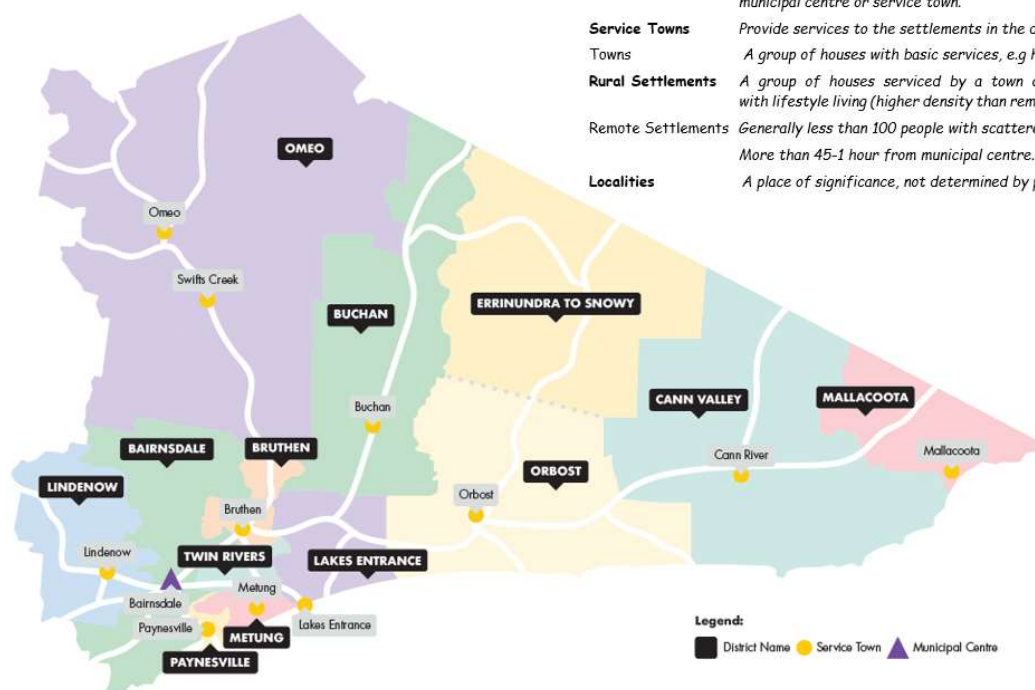 municipal centre or service town.
Service Towns Provide services to the settlements in the
Towns A group of houses with basic services, e.g
Rural Settlements A group of houses serviced by a town
with lifestyle living (higher density than
Remote Settlements Generally less than 100 people with
More than 45-1 hour from municipal centre.
Localities A place of significance, not determined by
OMEO
Omeo
Swifts Creek
BUCHAN
ERRINUNDRA TO SNOWY
CANN VALLEY
MALLACOOTA
Buchan
BAIRNSDALE
BRUTHEN
Cann River
Mallacoota
LINDENOW
ORBOST
Orbost
Bruthen
Lindenow
TWIN RIVERS
LAKES ENTRANCE
Metung
Bairnsdale
Paynesville
Lakes Entrance
METUNG
PAYNESVILLE
Legend:
District Name Service Town Municipal Centre